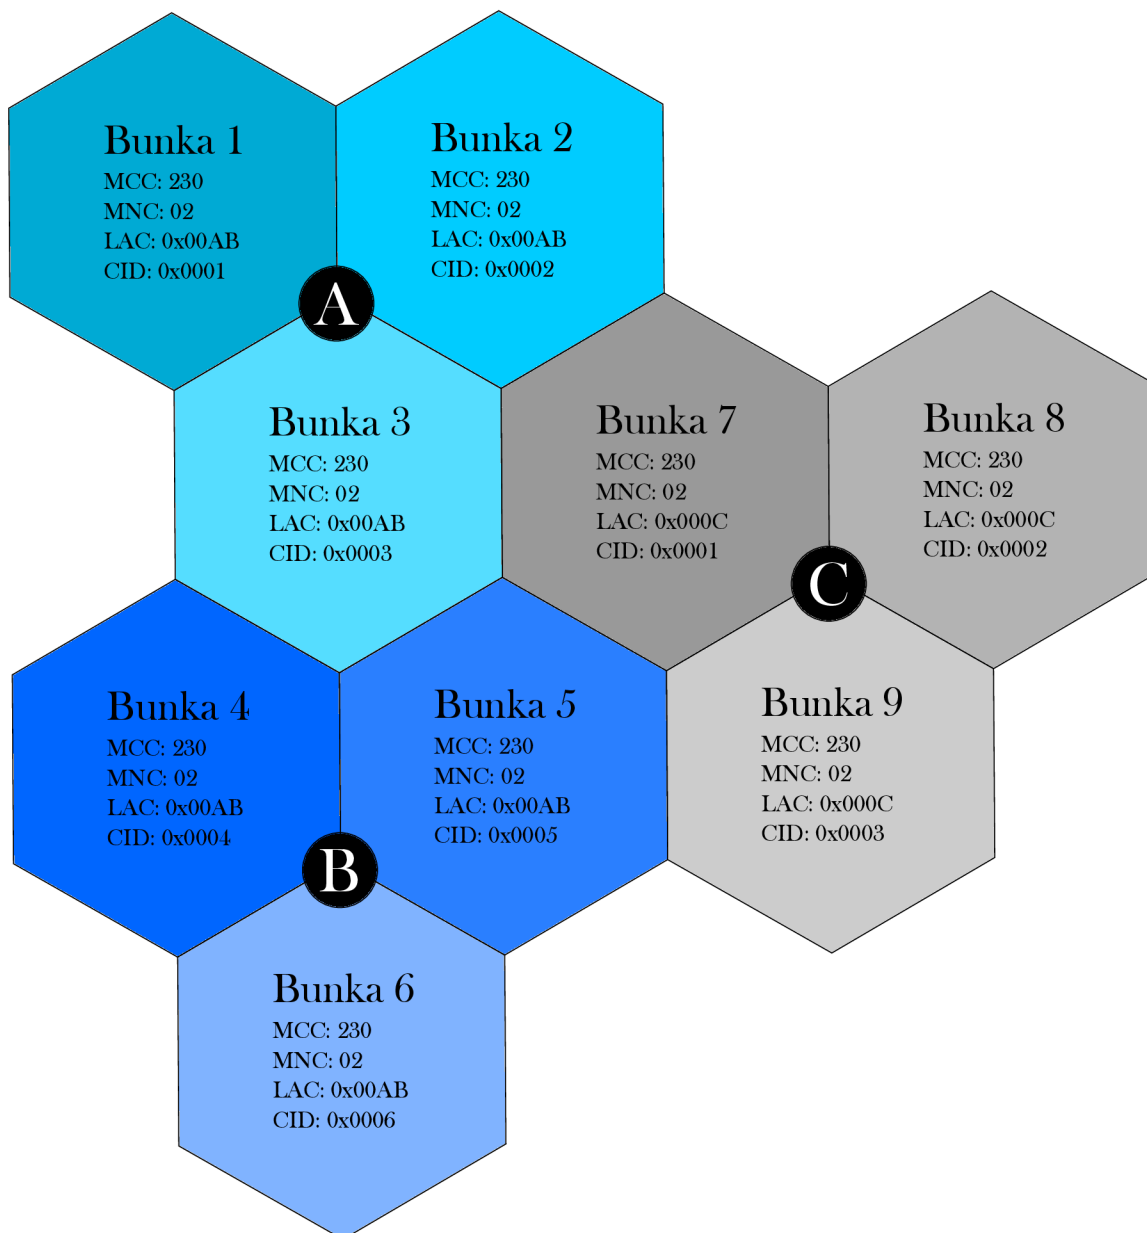 Bunka 1
MCC: 230
MNC: 02
LAC: 0x00AB
CID: 0x0001
Bunka 2
MCC: 230
MNC: 02
LAC: 0x00AB
CID: 0x0002
A
Bunka 3
MCC: 230
MNC: 02
LAC: 0x00AB
CID: 0x0003
Bunka 7
MCC: 230
MNC: 02
LAC: 0x000C
CID: 0x0001
Bunka 8
MCC: 230
MNC: 02
LAC: 0x000C
CID: 0x0002
C
Bunka 4
MCC: 230
MNC: 02
LAC: 0x00AB
CID: 0x0004
Bunka 5
MCC: 230
MNC: 02
LAC: 0x00AB
CID: 0x0005
Bunka 9
MCC: 230
MNC: 02
LAC: 0x000C
CID: 0x0003
B
Bunka 6
MCC: 230
MNC: 02
LAC: 0x00AB
CID: 0x0006